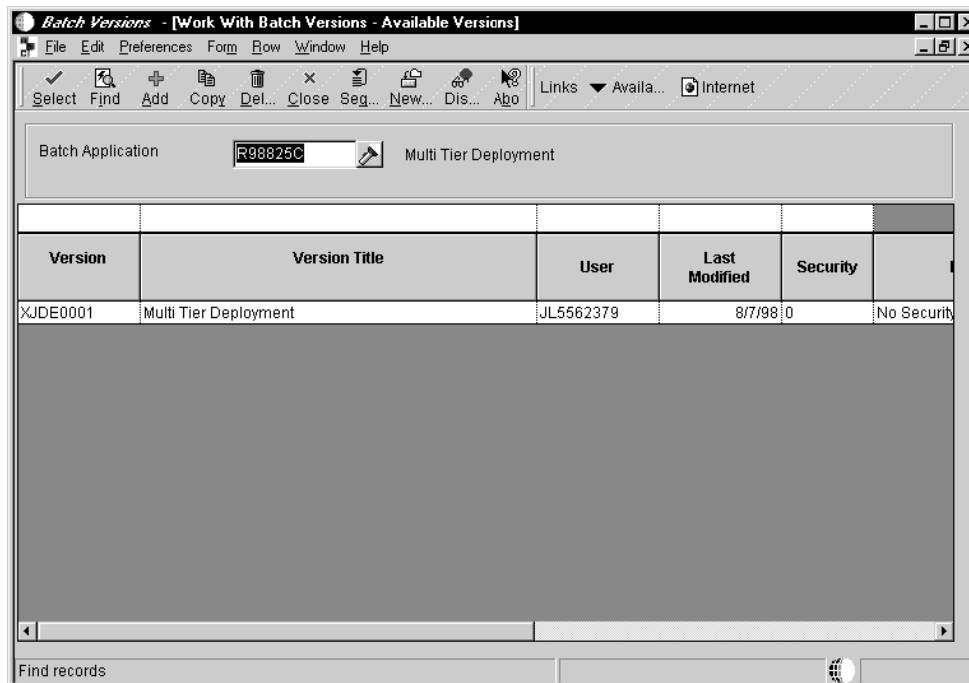 Batch Versions - [Work With Batch Versions - Available Versions]
File Edit Preferences Form Row Window Help
Select Find Add Copy Del... Close Seq... New... Dis... Abo Links Availa... Internet
Batch Application R98825C Multi Tier Deployment
Version Version Title User Last Modified Security
XJDE0001 Multi Tier Deployment JL5562379 8/7/98 0 No Security
Find records